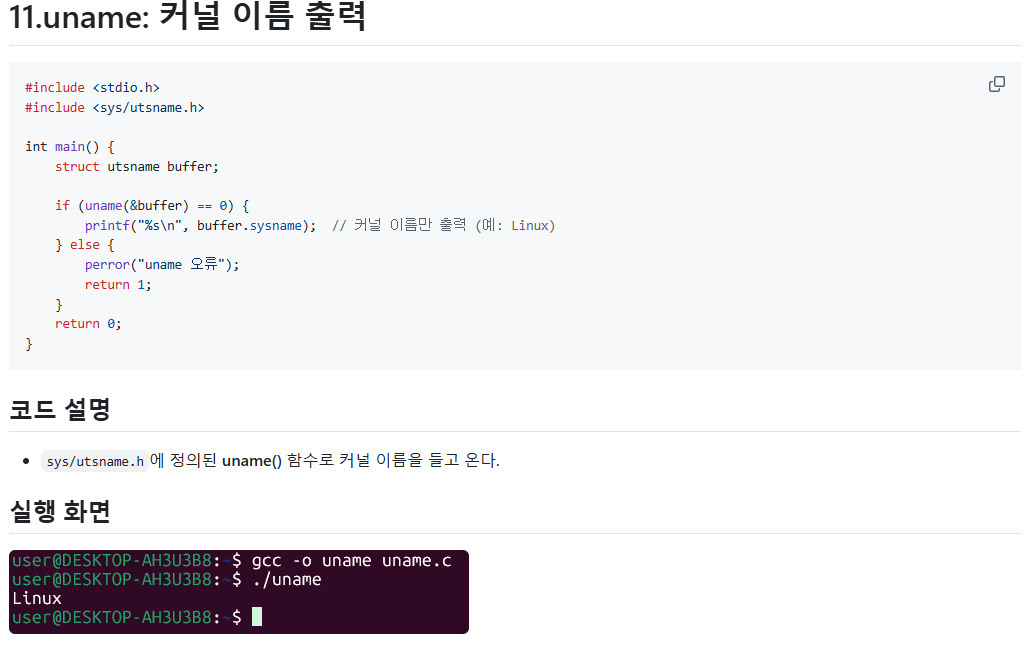 11.uname: 커널 이름 출력
#include <stdio.h>
#include <sys/utsname.h>
int main() {
    struct utsname buffer;
    if (uname(&buffer) == 0) {
        printf("%s\n", buffer.sysname);  // 커널 이름만 출력 (예: Linux)
    } else {
        perror("uname 오류");
        return 1;
    }
    return 0;
}
코드 설명
• sys/utsname.h에 정의된 uname() 함수로 커널 이름을 들고 온다.
실행 화면
user@DESKTOP-AH3U3B8:~$ gcc -o uname uname.c
user@DESKTOP-AH3U3B8:~$ ./uname
Linux
user@DESKTOP-AH3U3B8:~$